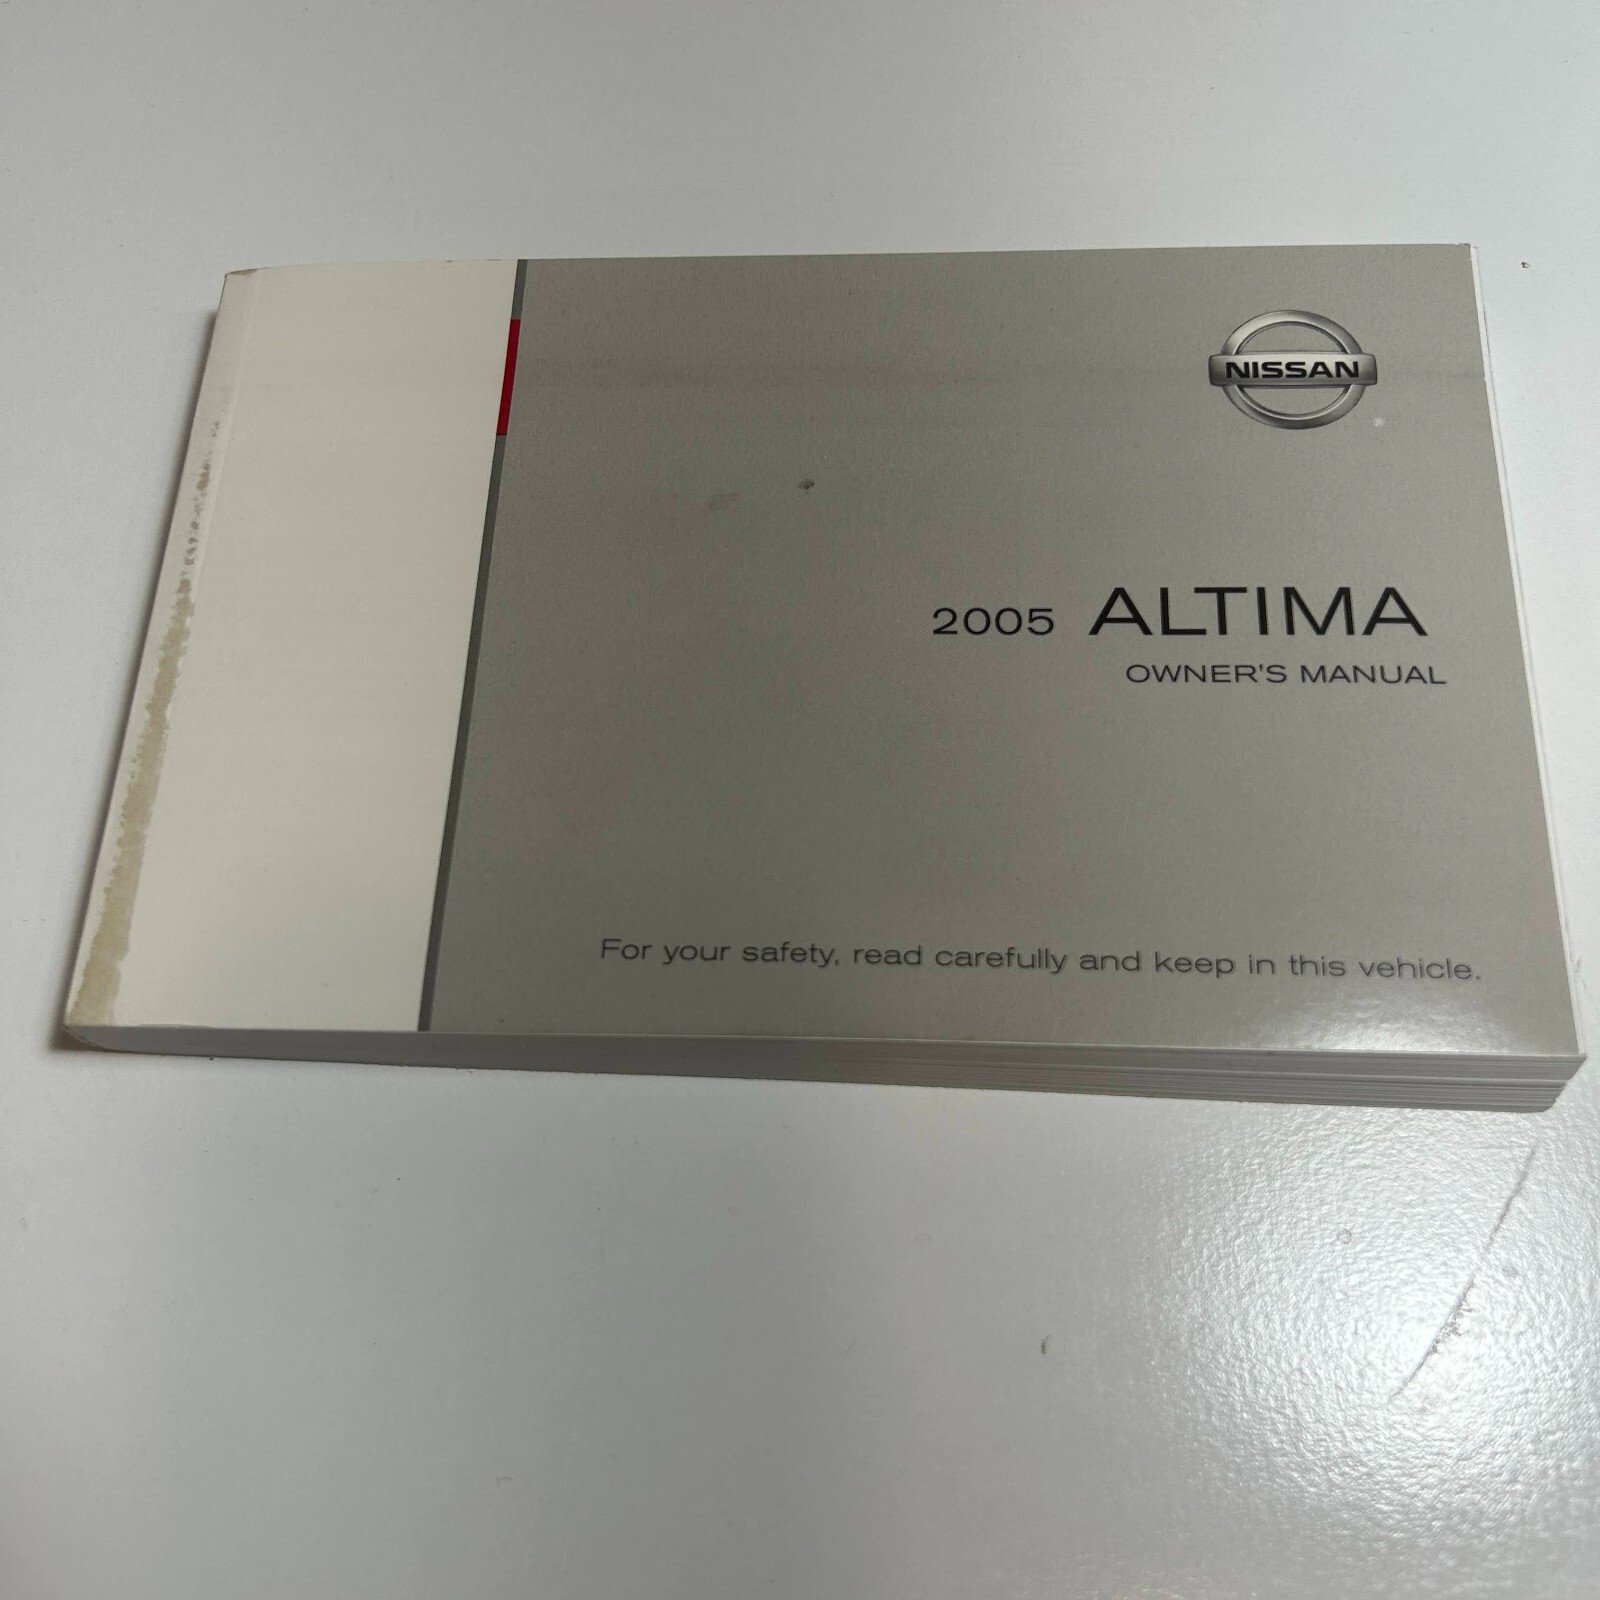 NISSAN
2005 ALTIMA
OWNER'S MANUAL
For your safety, read carefully and keep in this vehicle.